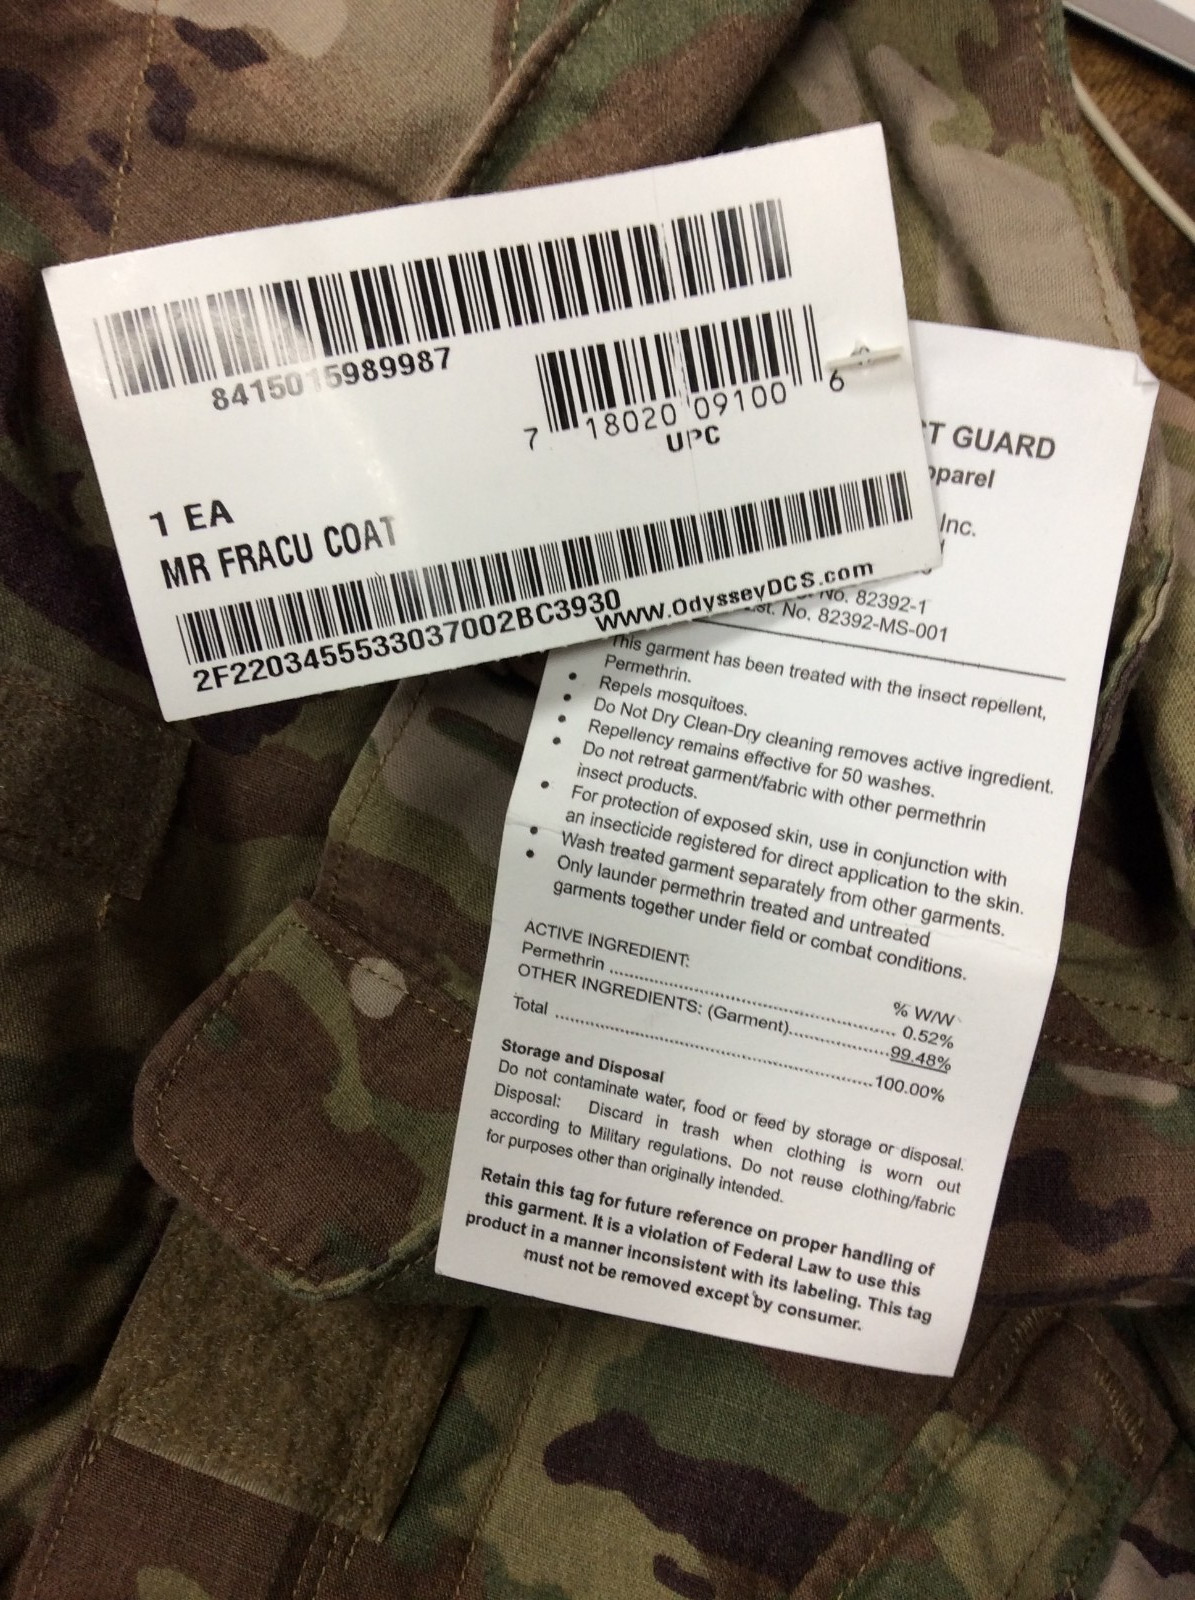 8415015989987
7 18020 09100 6
UPC
1 EA
MR FRACU COAT
2F2203455533037002BC3930
WWW.OdysseyDCS.com
GUARD
Inc.
No. 82392-1
No. 82392-MS-001
This garment has been treated with the insect repellent,
Permethrin.
• Repels mosquitoes.
• Do Not Dry Clean-Dry cleaning removes active ingredient.
• Repellency remains effective for 50 washes.
• Do not retreat garment/fabric with other permethrin
insect products.
• For protection of exposed skin, use in conjunction with
an insecticide registered for direct application to the skin.
• Wash treated garment separately from other garments.
• Only launder permethrin treated and untreated
garments together under field or combat conditions.
ACTIVE INGREDIENT:
% W/W
Permethrin ........ 0.52%
OTHER INGREDIENTS: (Garment)........ 99.48%
Total ........ 100.00%
Storage and Disposal
Do not contaminate water, food or feed by storage or disposal.
Disposal: Discard in trash when clothing is worn out
according to Military regulations. Do not reuse clothing/fabric
for purposes other than originally intended.
Retain this tag for future reference on proper handling of
this garment. It is a violation of Federal Law to use this
product in a manner inconsistent with its labeling. This tag
must not be removed except by consumer.